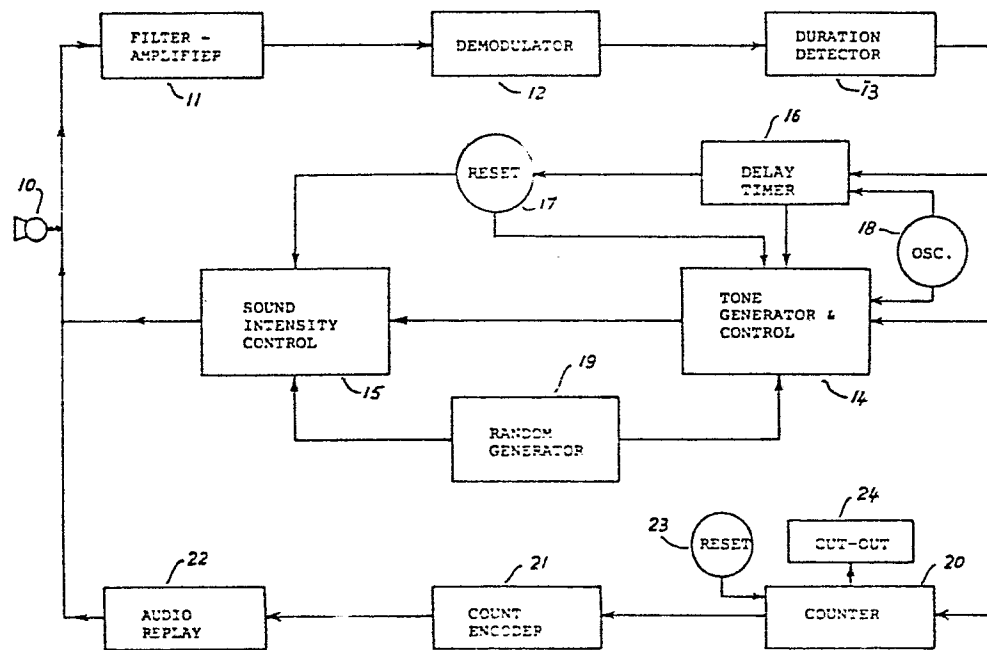 FILTER -
AMPLIFIER
11
DEMODULATOR
12
DURATION
DETECTOR
13
10
RESET
17
16
DELAY
TIMER
18
OSC.
SOUND
INTENSITY
CONTROL
15
TONE
GENERATOR &
CONTROL
14
19
RANDOM
GENERATOR
22
AUDIO
REPLAY
21
COUNT
ENCODER
23
RESET
24
CUT-OUT
20
COUNTER